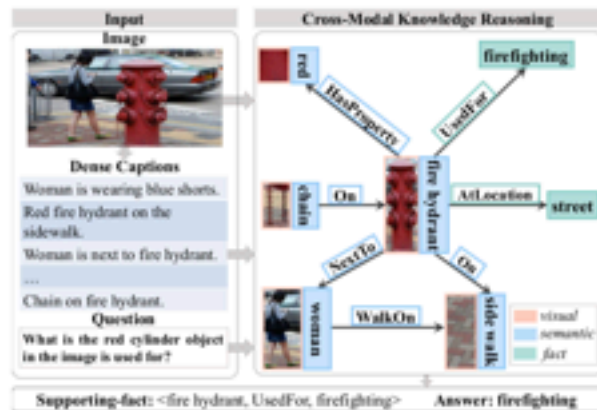 Input
Cross-Modal Knowledge Reasoning
Image
Dense Captions
Woman is wearing blue shorts.
Red fire hydrant on the
sidewalk.
Woman is next to fire hydrant.
...
Chain on fire hydrant.
Question
What is the red cylinder object
in the image is used for?
red
HasProperty
UsedFor
firefighting
chain
On
fire hydrant
AtLocation
street
NextTo
On
woman
WalkOn
side walk
visual
semantic
fact
Supporting-fact: <fire hydrant, UsedFor, firefighting>
Answer: firefighting